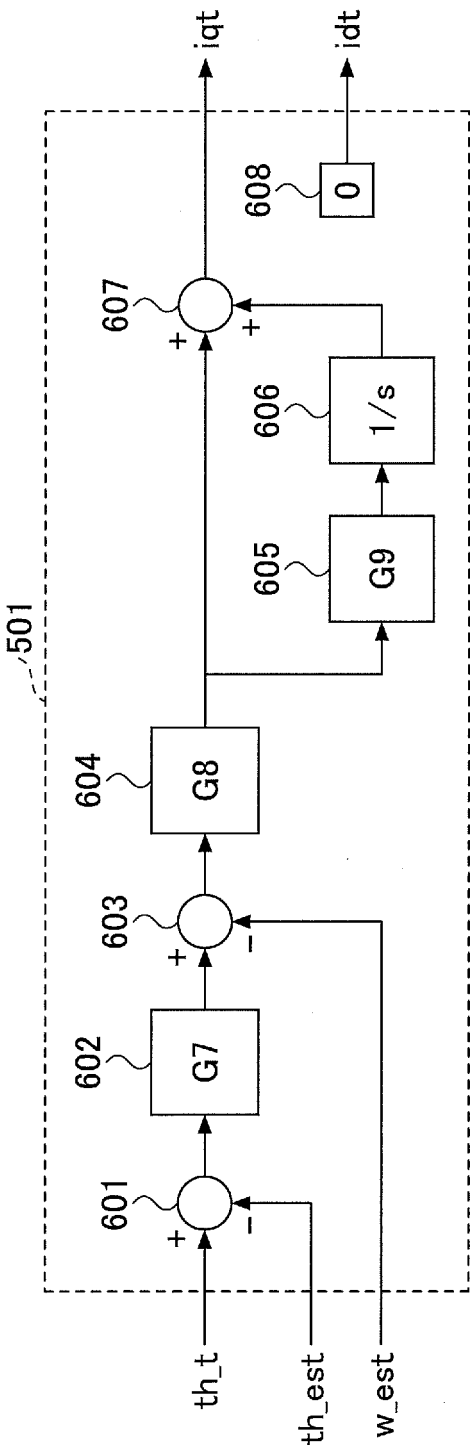 501
th_t
th_est
w_est
+
−
601
G7
602
+
−
603
G8
604
G9
605
1/s
606
+
+
607
0
608
iqt
idt